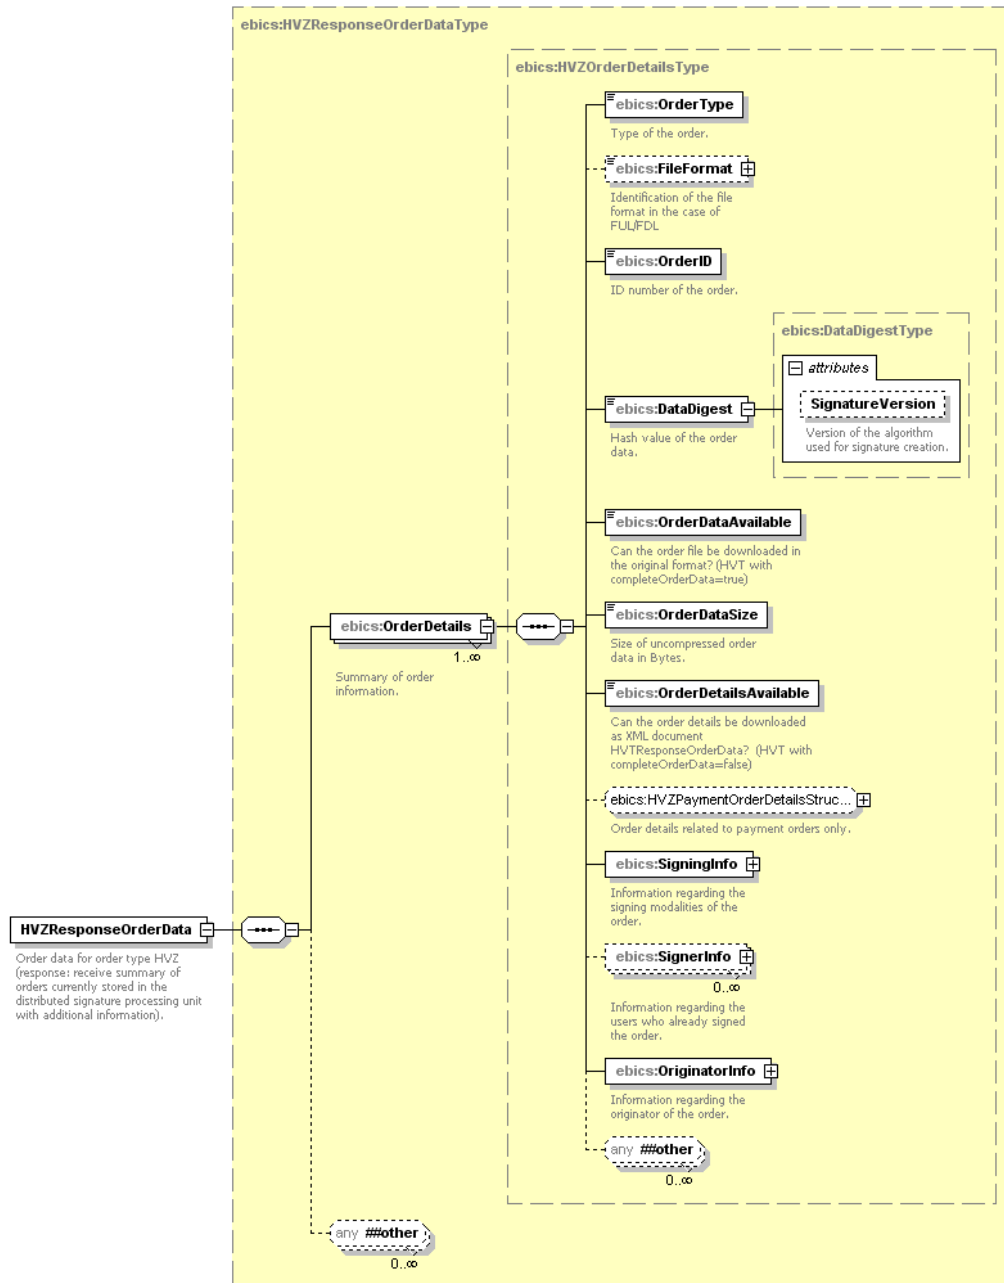 ebics:HVZResponseOrderDataType
ebics:HVZOrderDetailsType
ebics:OrderType
Type of the order.
ebics:FileFormat
Identification of the file
format in the case of
FUL/FDL
ebics:OrderID
ID number of the order.
ebics:DataDigestType
attributes
SignatureVersion
Version of the algorithm
used for signature creation.
ebics:DataDigest
Hash value of the order
data.
ebics:OrderDataAvailable
Can the order file be downloaded in
the original format? (HVT with
completeOrderData=true)
ebics:OrderDataSize
Size of uncompressed order
data in Bytes.
ebics:OrderDetails
1..∞
Summary of order
information.
ebics:OrderDetailsAvailable
Can the order details be downloaded
as XML document
HVTResponseOrderData? (HVT with
completeOrderData=false)
ebics:HVZPaymentOrderDetailsStruc...
Order details related to payment orders only.
ebics:SigningInfo
Information regarding the
signing modalities of the
order.
HVZResponseOrderData
Order data for order type HVZ
(response: receive summary of
orders currently stored in the
distributed signature processing unit
with additional information).
ebics:SignerInfo
0..∞
Information regarding the
users who already signed
the order.
ebics:OriginatorInfo
Information regarding the
originator of the order.
any ##other
0..∞
any ##other
0..∞